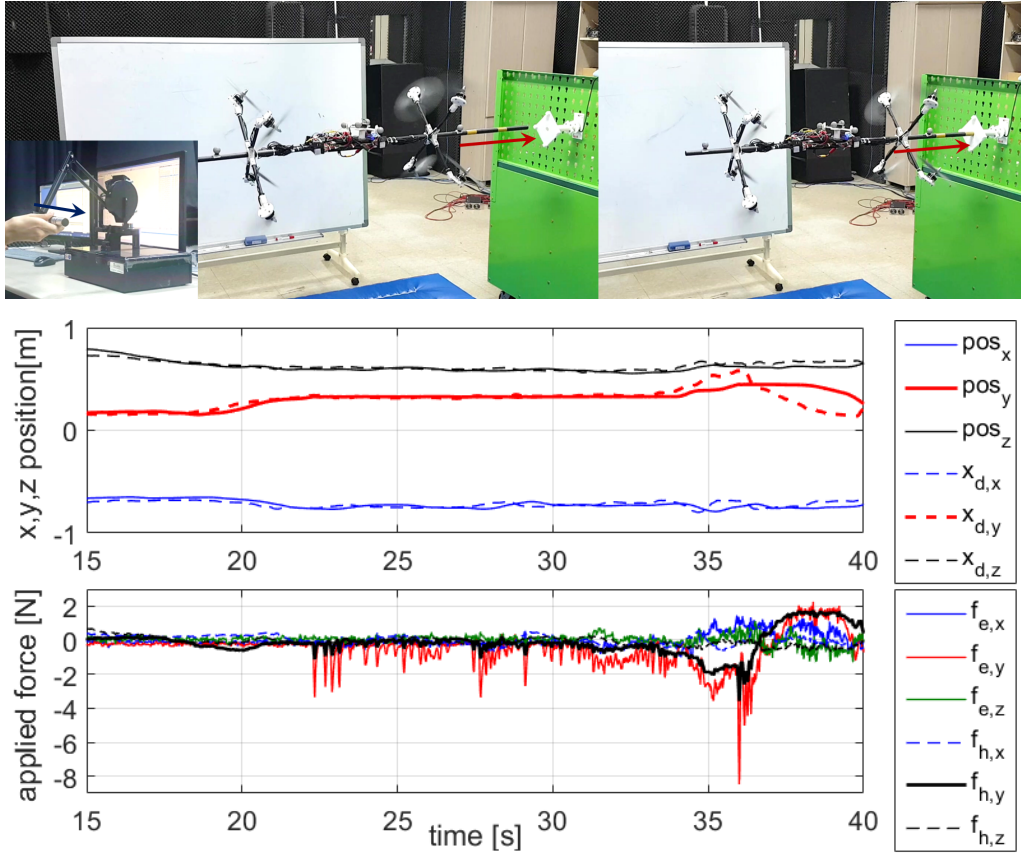 x,y,z position[m]
1
0
-1
15 20 25 30 35 40
pos_x
pos_y
pos_z
x_d,x
x_d,y
x_d,z
applied force [N]
2
0
-2
-4
-6
-8
15 20 25 30 35 40
time [s]
f_e,x
f_e,y
f_e,z
f_h,x
f_h,y
f_h,z